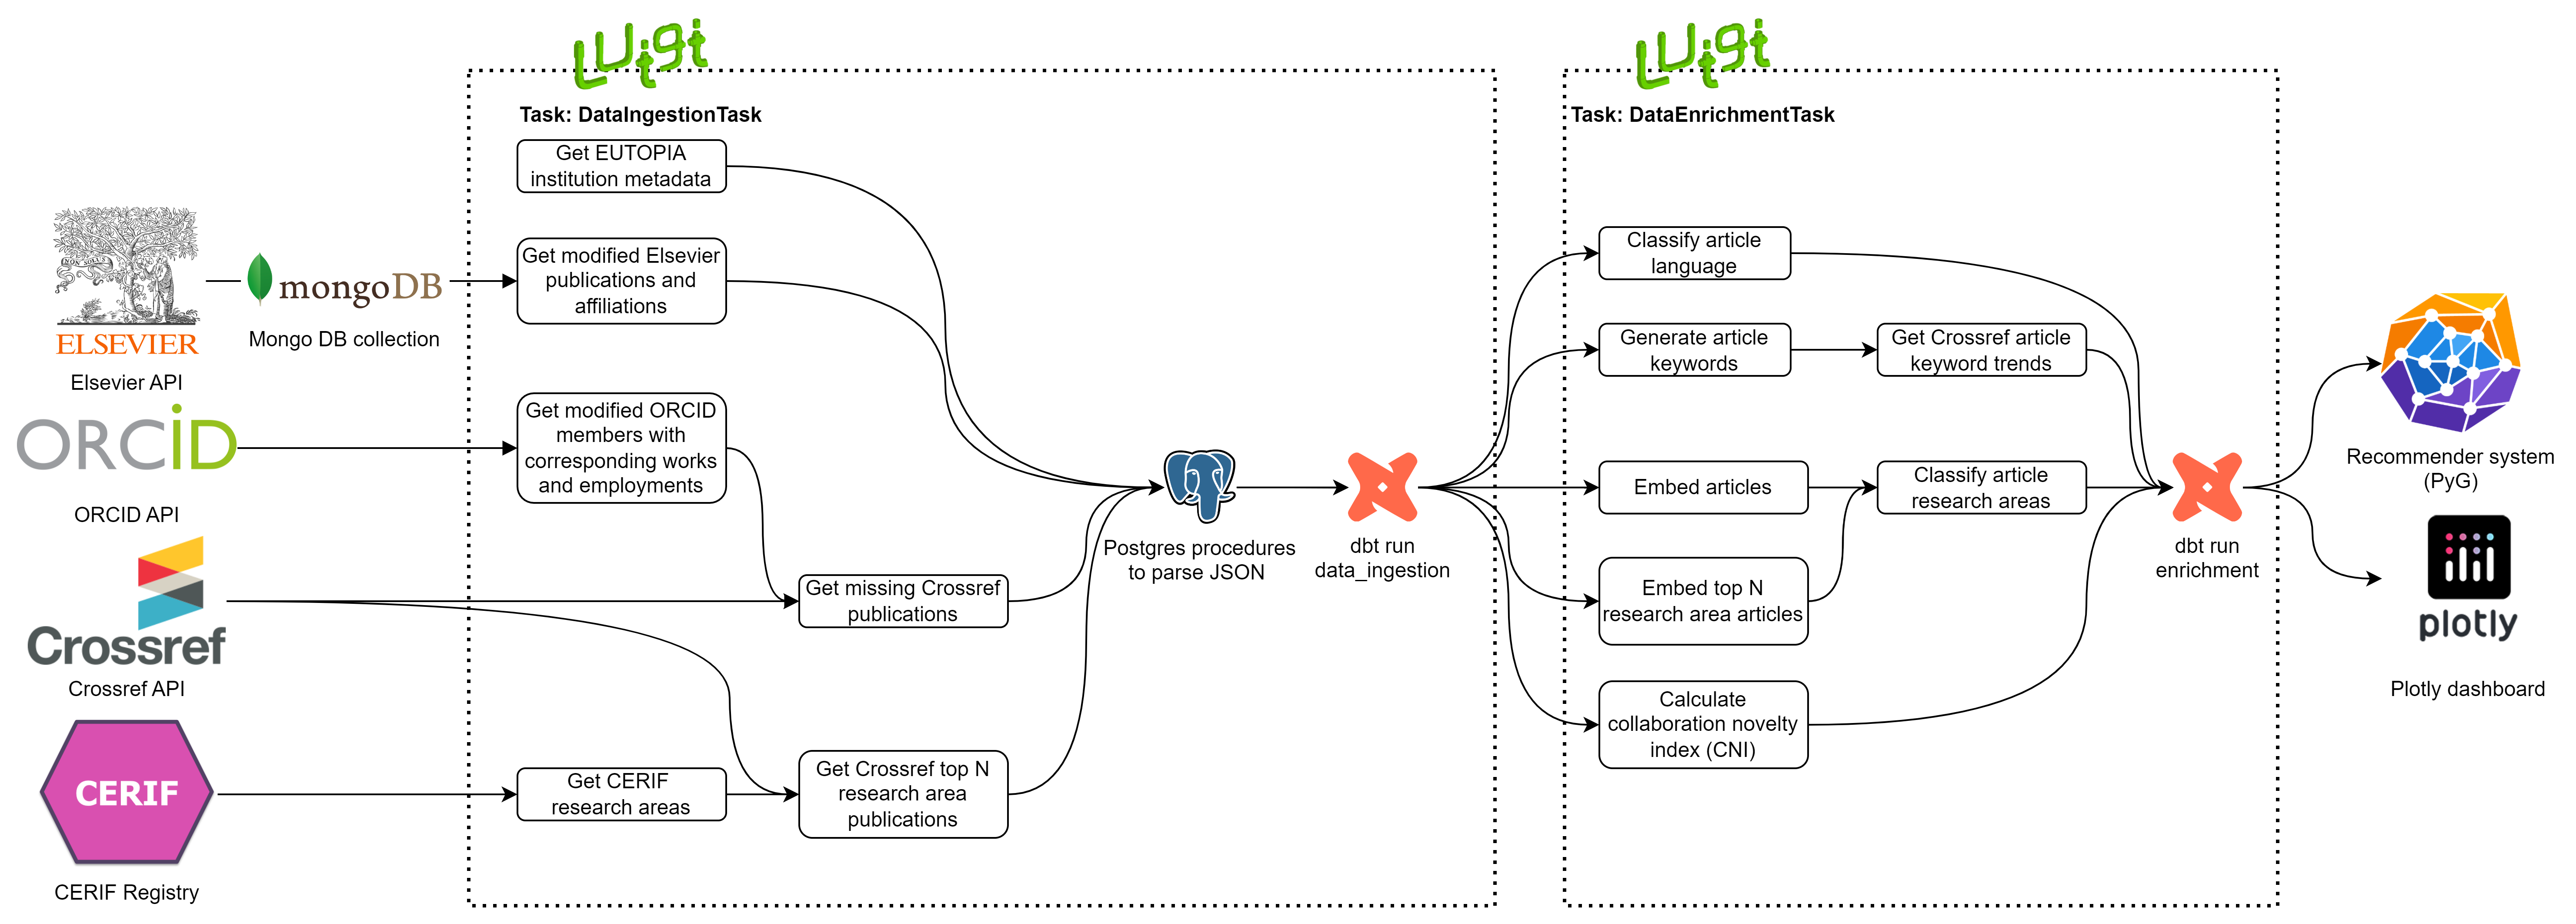 Luigi
Luigi
Task: DataIngestionTask
Task: DataEnrichmentTask
Get EUTOPIA
institution metadata
NON SOLUS
ELSEVIER
Elsevier API
mongoDB
Mongo DB collection
Get modified Elsevier
publications and
affiliations
ORCID
ORCID API
Get modified ORCID
members with
corresponding works
and employments
Crossref
Crossref API
Get missing Crossref
publications
CERIF
CERIF Registry
Get CERIF
research areas
Get Crossref top N
research area
publications
Postgres procedures
to parse JSON
dbt run
data_ingestion
Classify article
language
Generate article
keywords
Get Crossref article
keyword trends
Embed articles
Classify article
research areas
Embed top N
research area articles
Calculate
collaboration novelty
index (CNI)
dbt run
enrichment
Recommender system
(PyG)
plotly
Plotly dashboard